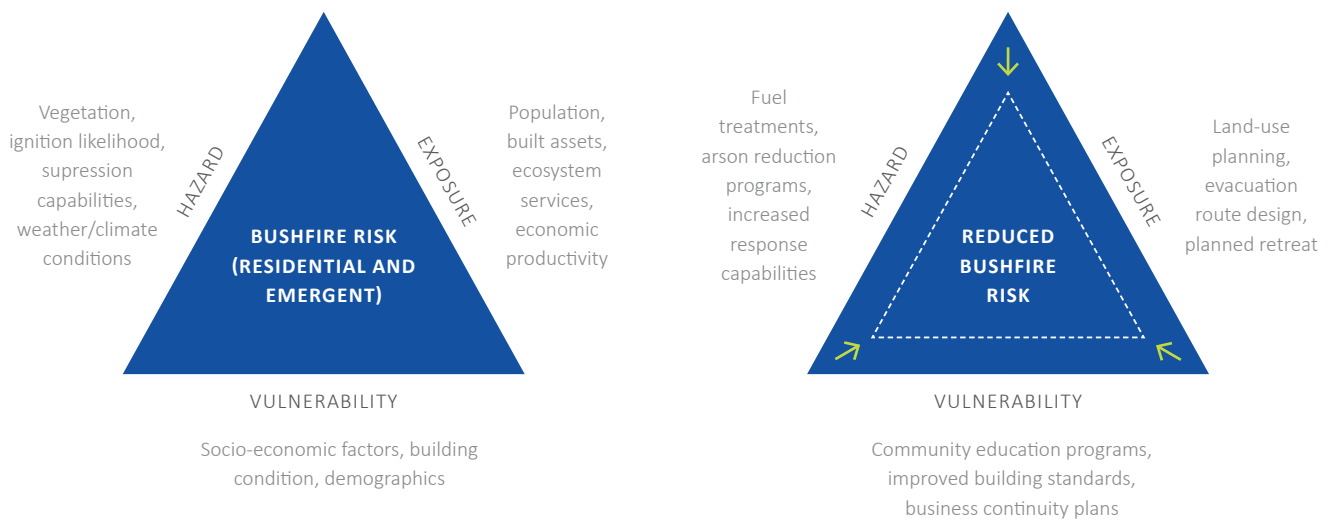 Vegetation,
ignition likelihood,
supression
capabilities,
weather/climate
conditions
HAZARD
BUSHFIRE RISK
(RESIDENTIAL AND
EMERGENT)
EXPOSURE
Population,
built assets,
ecosystem
services,
economic
productivity
VULNERABILITY
Socio-economic factors, building
condition, demographics
Fuel
treatments,
arson reduction
programs,
increased
response
capabilities
HAZARD
REDUCED
BUSHFIRE
RISK
EXPOSURE
Land-use
planning,
evacuation
route design,
planned retreat
VULNERABILITY
Community education programs,
improved building standards,
business continuity plans